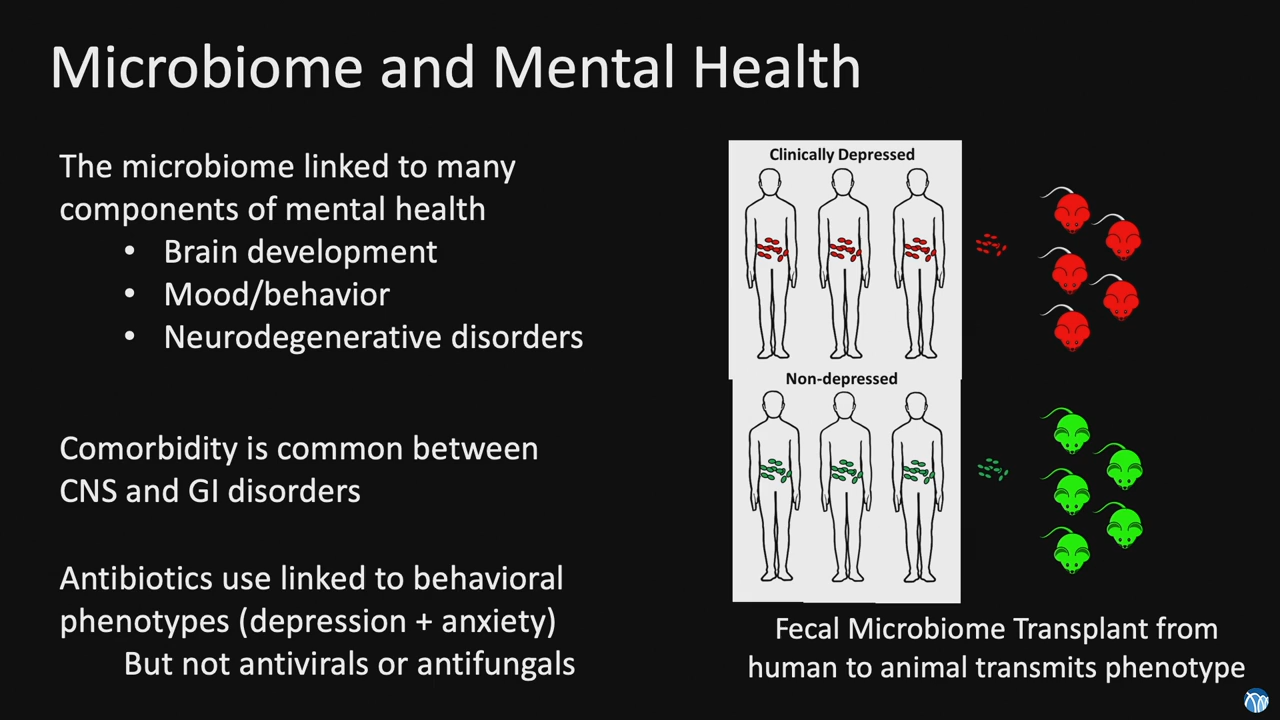 Microbiome and Mental Health
The microbiome linked to many
components of mental health
• Brain development
• Mood/behavior
• Neurodegenerative disorders
Comorbidity is common between
CNS and GI disorders
Antibiotics use linked to behavioral
phenotypes (depression + anxiety)
But not antivirals or antifungals
Clinically Depressed
Non-depressed
Fecal Microbiome Transplant from
human to animal transmits phenotype